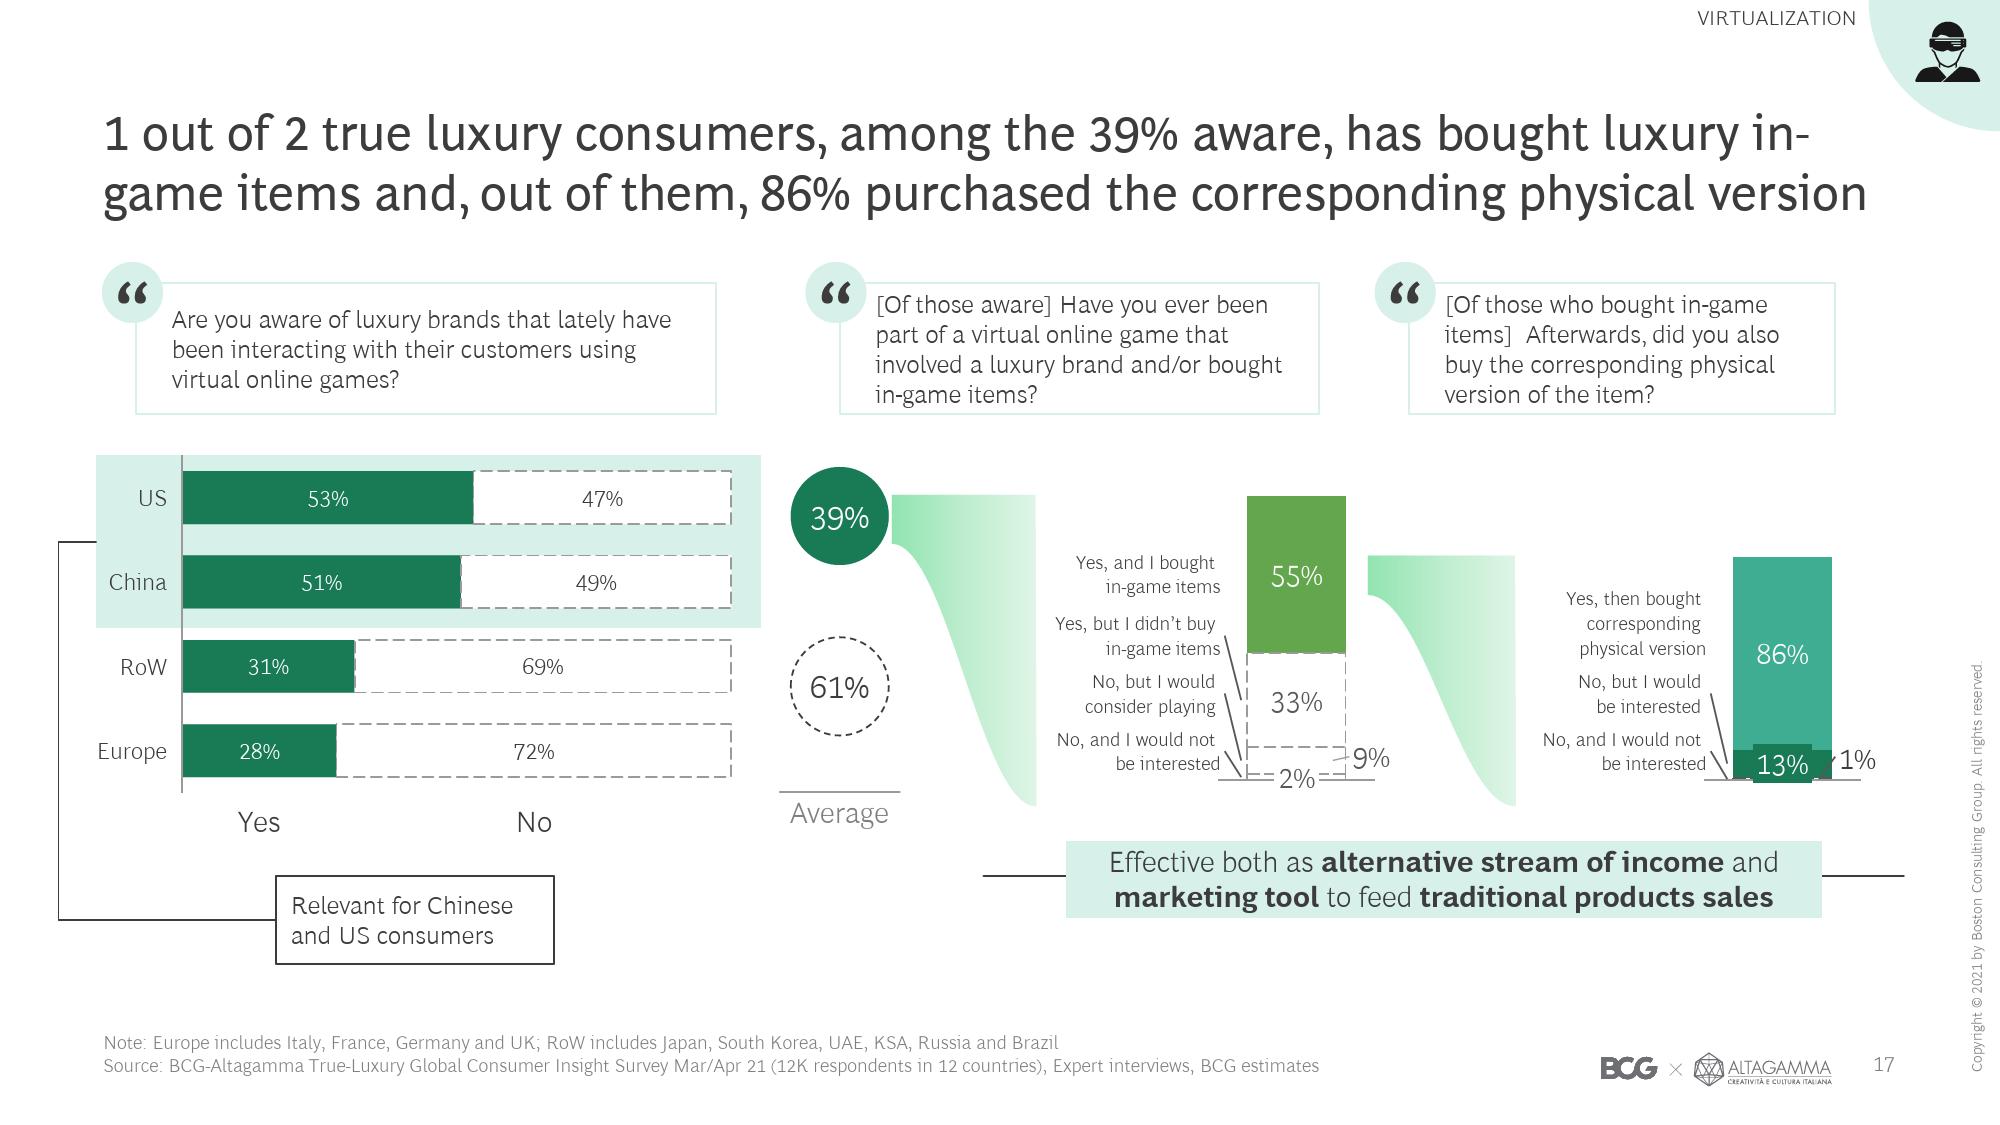 VIRTUALIZATION
1 out of 2 true luxury consumers, among the 39% aware, has bought luxury in-
game items and, out of them, 86% purchased the corresponding physical version
“
Are you aware of luxury brands that lately have
been interacting with their customers using
virtual online games?
“
[Of those aware] Have you ever been
part of a virtual online game that
involved a luxury brand and/or bought
in-game items?
“
[Of those who bought in-game
items]  Afterwards, did you also
buy the corresponding physical
version of the item?
US
53%
47%
China
51%
49%
RoW
31%
69%
Europe
28%
72%
Yes
No
39%
61%
Average
Relevant for Chinese
and US consumers
Yes, and I bought
in-game items
Yes, but I didn’t buy
in-game items
No, but I would
consider playing
No, and I would not
be interested
55%
33%
9%
2%
Yes, then bought
corresponding
physical version
No, but I would
be interested
No, and I would not
be interested
86%
13%
1%
Effective both as alternative stream of income and
marketing tool to feed traditional products sales
Note: Europe includes Italy, France, Germany and UK; RoW includes Japan, South Korea, UAE, KSA, Russia and Brazil
Source: BCG-Altagamma True-Luxury Global Consumer Insight Survey Mar/Apr 21 (12K respondents in 12 countries), Expert interviews, BCG estimates
BCG × ALTAGAMMA
CREATIVITÀ E CULTURA ITALIANA
17
Copyright © 2021 by Boston Consulting Group. All rights reserved.